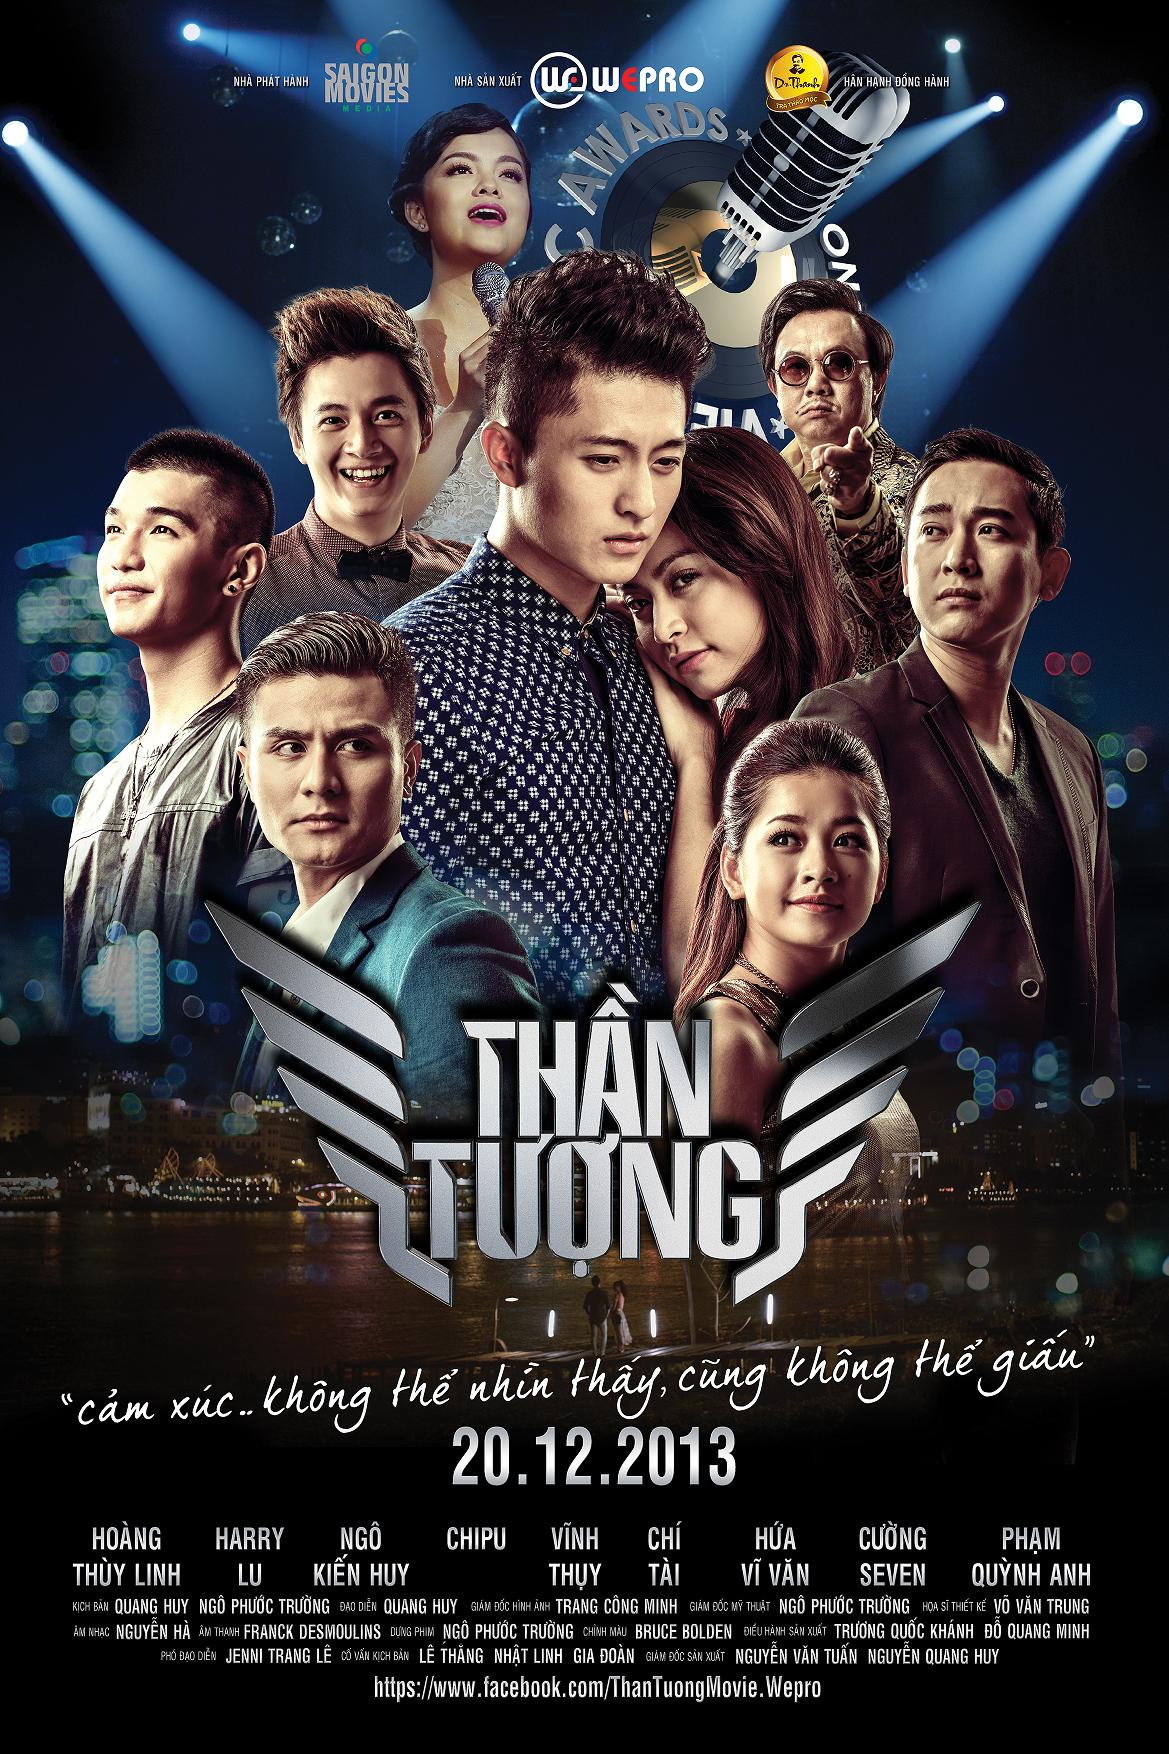 NHÀ PHÁT HÀNH SAIGON MOVIES MEDIA NHÀ SẢN XUẤT WEPRO Dr Thanh TRÀ THẢO MỘC HÂN HẠNH ĐỒNG HÀNH
C AWARDS
THẦN
TƯỢNG
“cảm xúc.. không thể nhìn thấy, cũng không thể giấu”
20.12.2013
HOÀNG THÙY LINH HARRY LU NGÔ KIẾN HUY CHIPU VĨNH THỤY CHÍ TÀI HỨA VĨ VĂN CƯỜNG SEVEN PHẠM QUỲNH ANH
KỊCH BẢN QUANG HUY NGÔ PHƯỚC TRƯỜNG ĐẠO DIỄN QUANG HUY GIÁM ĐỐC HÌNH ẢNH TRANG CÔNG MINH GIÁM ĐỐC MỸ THUẬT NGÔ PHƯỚC TRƯỜNG HỌA SĨ THIẾT KẾ VÕ VĂN TRUNG
ÂM NHẠC NGUYỄN HÀ ÂM THANH FRANCK DESMOULINS DỰNG PHIM NGÔ PHƯỚC TRƯỜNG CHỈNH MÀU BRUCE BOLDEN ĐIỀU HÀNH SẢN XUẤT TRƯƠNG QUỐC KHÁNH ĐỖ QUANG MINH
PHÓ ĐẠO DIỄN JENNI TRANG LÊ CỐ VẤN KỊCH BẢN LÊ THẮNG NHẬT LINH GIA ĐOÀN GIÁM ĐỐC SẢN XUẤT NGUYỄN VĂN TUẤN NGUYỄN QUANG HUY
https://www.facebook.com/ThanTuongMovie.Wepro